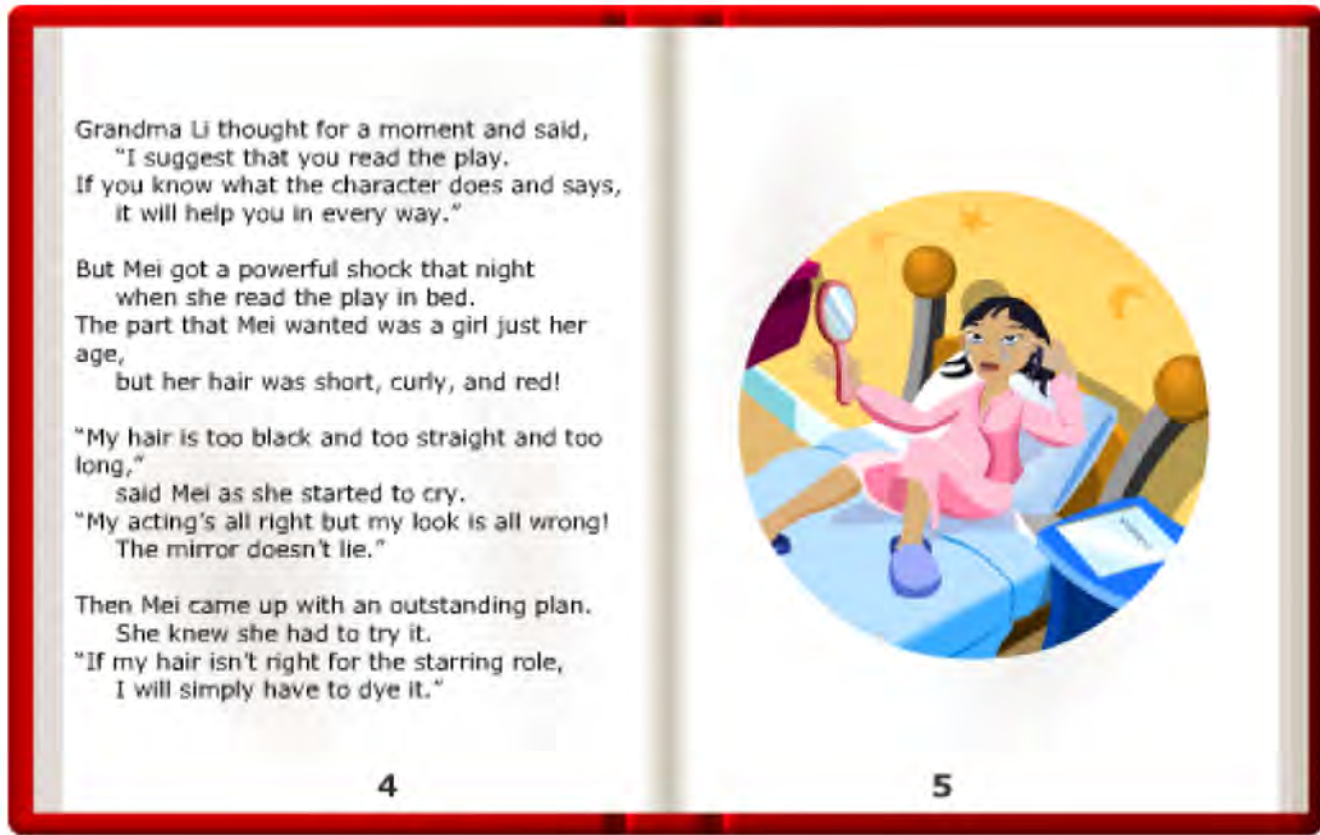 Grandma Li thought for a moment and said,
"I suggest that you read the play.
If you know what the character does and says,
it will help you in every way."
But Mei got a powerful shock that night
when she read the play in bed.
The part that Mei wanted was a girl just her
age,
but her hair was short, curly, and red!
"My hair is too black and too straight and too
long,"
said Mei as she started to cry.
"My acting's all right but my look is all wrong!
The mirror doesn't lie."
Then Mei came up with an outstanding plan.
She knew she had to try it.
"If my hair isn't right for the starring role,
I will simply have to dye it."
4
5